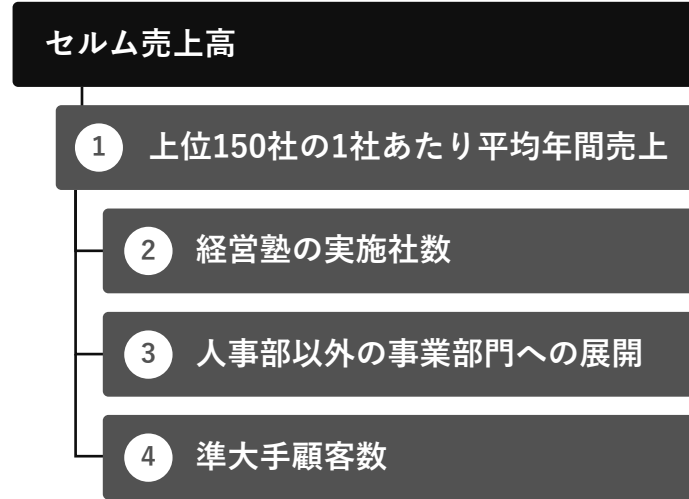 セルム売上高
1 上位150社の1社あたり平均年間売上
2 経営塾の実施社数
3 人事部以外の事業部門への展開
4 準大手顧客数